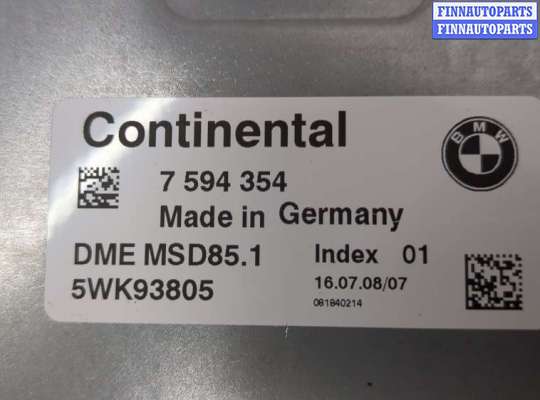 FINNAUTOPARTS
FINNAUTOPARTS
Continental
BMW
7 594 354
Made in Germany
DME MSD85.1 Index 01
5WK93805 16.07.08/07
081840214